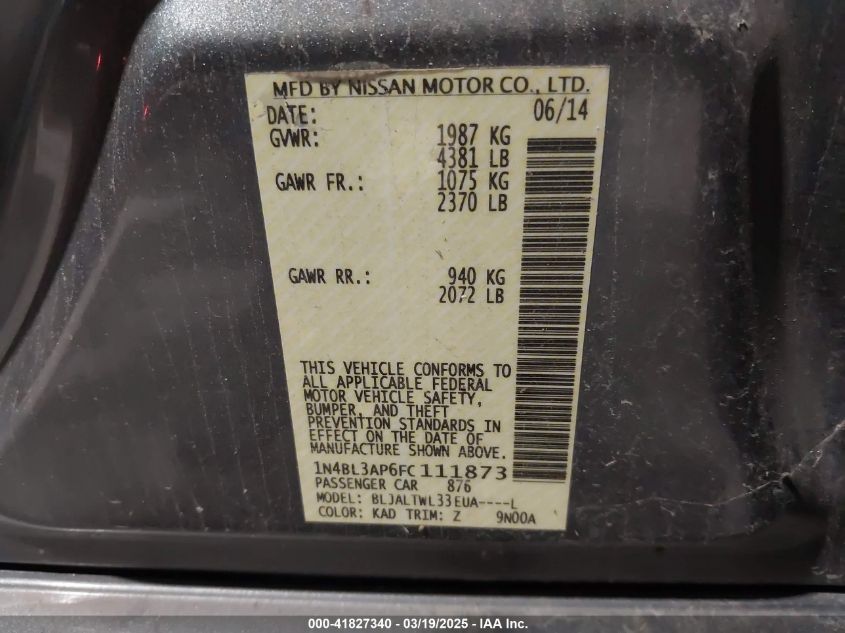 MFD BY NISSAN MOTOR CO., LTD.
DATE: 06/14
GVWR: 1987 KG
4381 LB
GAWR FR.: 1075 KG
2370 LB
GAWR RR.: 940 KG
2072 LB
THIS VEHICLE CONFORMS TO
ALL APPLICABLE FEDERAL
MOTOR VEHICLE SAFETY,
BUMPER, AND THEFT
PREVENTION STANDARDS IN
EFFECT ON THE DATE OF
MANUFACTURE SHOWN ABOVE.
1N4BL3AP6FC111873
PASSENGER CAR 876
MODEL: BLJALTWL33EUA----L
COLOR: KAD TRIM: Z 9N00A
000-41827340 - 03/19/2025 - IAA Inc.